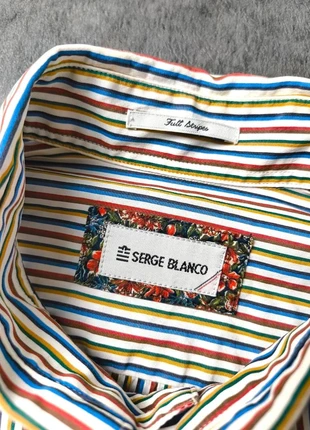 Full Stripes
SERGE BLANCO